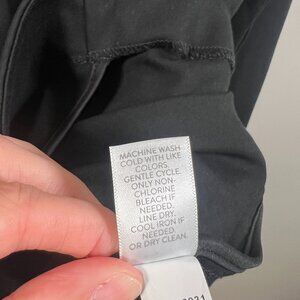 MACHINE WASH
COLD WITH LIKE
COLORS.
GENTLE CYCLE.
ONLY NON-
CHLORINE
BLEACH IF
NEEDED.
LINE DRY.
COOL IRON IF
NEEDED
OR DRY CLEAN.